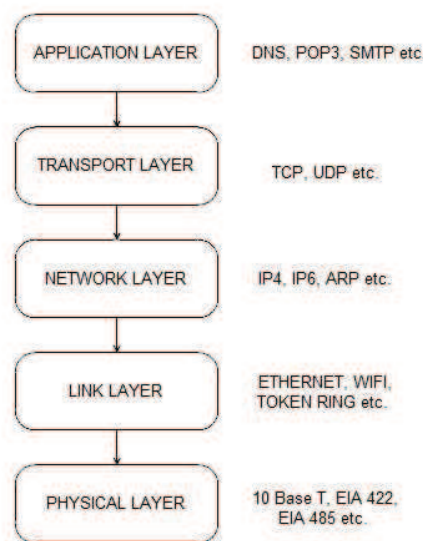 APPLICATION LAYER
DNS, POP3, SMTP etc
TRANSPORT LAYER
TCP, UDP etc.
NETWORK LAYER
IP4, IP6, ARP etc.
LINK LAYER
ETHERNET, WIFI,
TOKEN RING etc.
PHYSICAL LAYER
10 Base T, EIA 422,
EIA 485 etc.